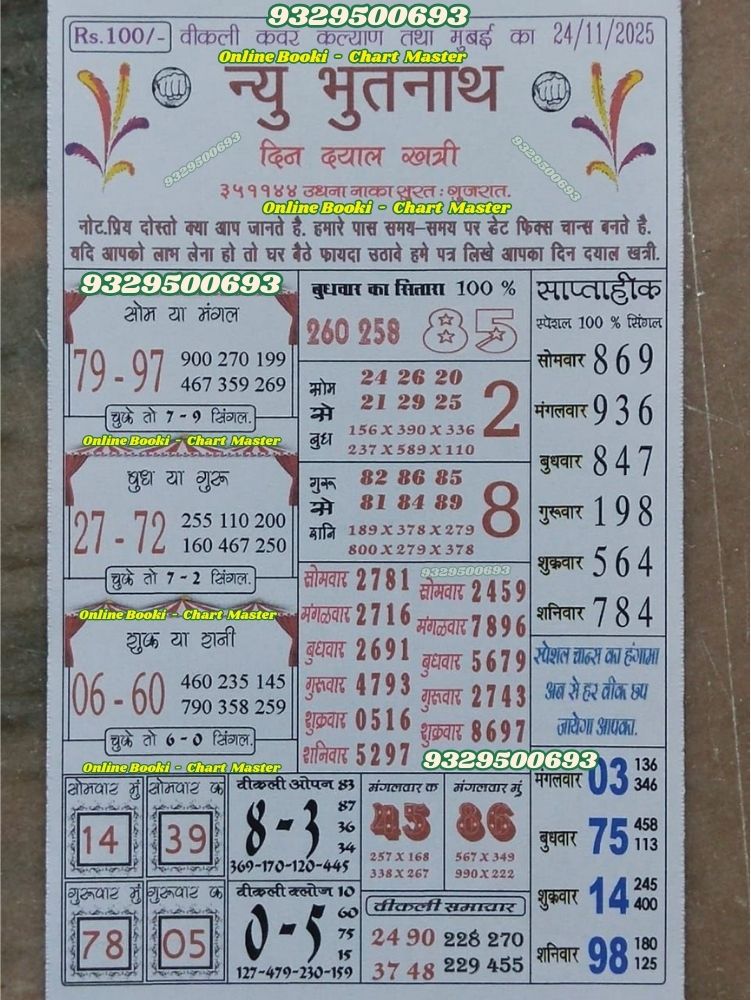 9329500693
Rs.100/- वीकली कवर कल्याण तथा मुंबई का 24/11/2025
Online Booki - Chart Master
न्यु भुतनाथ
9329500693
9329500693
दिन दयाल खत्री
३५११४४ उधना नाका सुरत : गुजरात.
Online Booki - Chart Master
नोट.प्रिय दोस्तो क्या आप जानते है. हमारे पास समय-समय पर डेट फिक्स चान्स बनते है.
यदि आपको लाभ लेना हो तो घर बैठे फायदा उठावे हमे पत्र लिखे आपका दिन दयाल खत्री.
9329500693
सोम या मंगल
79 - 97 900 270 199
467 359 269
चुके तो 7-9 सिंगल.
Online Booki - Chart Master
बुध या गुरू
27 - 72 255 110 200
160 467 250
चुके तो 7-2 सिंगल.
Online Booki - Chart Master
शुक्र या शनी
06 - 60 460 235 145
790 358 259
चुके तो 6-0 सिंगल.
Online Booki - Chart Master
बुधवार का सितारा 100 %
260 258 85
सोम से बुध
24 26 20
21 29 25
156 X 390 X 336
237 X 589 X 110
2
गुरू से शनि
82 86 85
81 84 89
189 X 378 X 279
800 X 279 X 378
8
9329500693
सोमवार 2781 सोमवार 2459
मंगळवार 2716 मंगळवार 7896
बुधवार 2691 बुधवार 5679
गुरूवार 4793 गुरूवार 2743
शुक्रवार 0516 शुक्रवार 8697
शनिवार 5297
9329500693
साप्ताहीक
स्पेशल 100 % सिंगल
सोमवार 869
मंगलवार 936
बुधवार 847
गुरूवार 198
शुक्रवार 564
शनिवार 784
स्पेशल चान्स का हंगामा
अब से हर वीक छप
जायेगा आपका.
सोमवार मुं
14
सोमवार क
39
गुरूवार मुं
78
गुरूवार क
05
वीकली ओपन 83
8-3
87
36
34
369-170-120-445
वीकली क्लोज 10
0-5
60
75
15
127-479-230-159
मंगलवार क
45
257 X 168
338 X 267
मंगलवार मुं
86
567 X 349
990 X 222
वीकली समाचार
24 90 228 270
37 48 229 455
मंगलवार 03 136
346
बुधवार 75 458
113
शुक्रवार 14 245
400
शनिवार 98 180
125